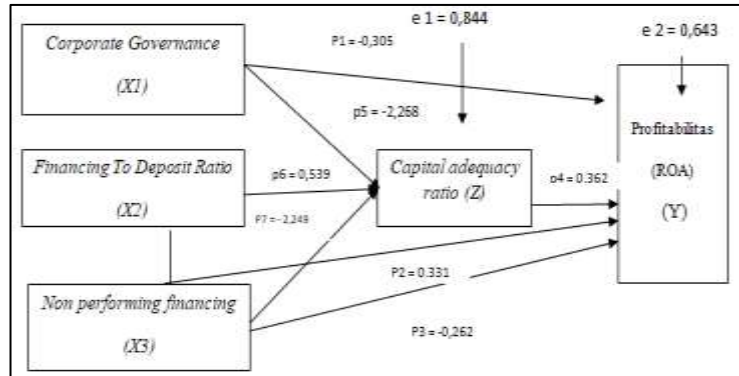 e 1 = 0,844
e 2 = 0,643
Corporate Governance
(X1)
P1 = -0,305
p5 = -2,268
Profitabilitas
(ROA)
(Y)
Financing To Deposit Ratio
(X2)
p6 = 0,539
Capital adequacy
ratio (Z)
p4 = 0.362
P7 = -2,249
P2 = 0.331
Non performing financing
(X3)
P3 = -0,262